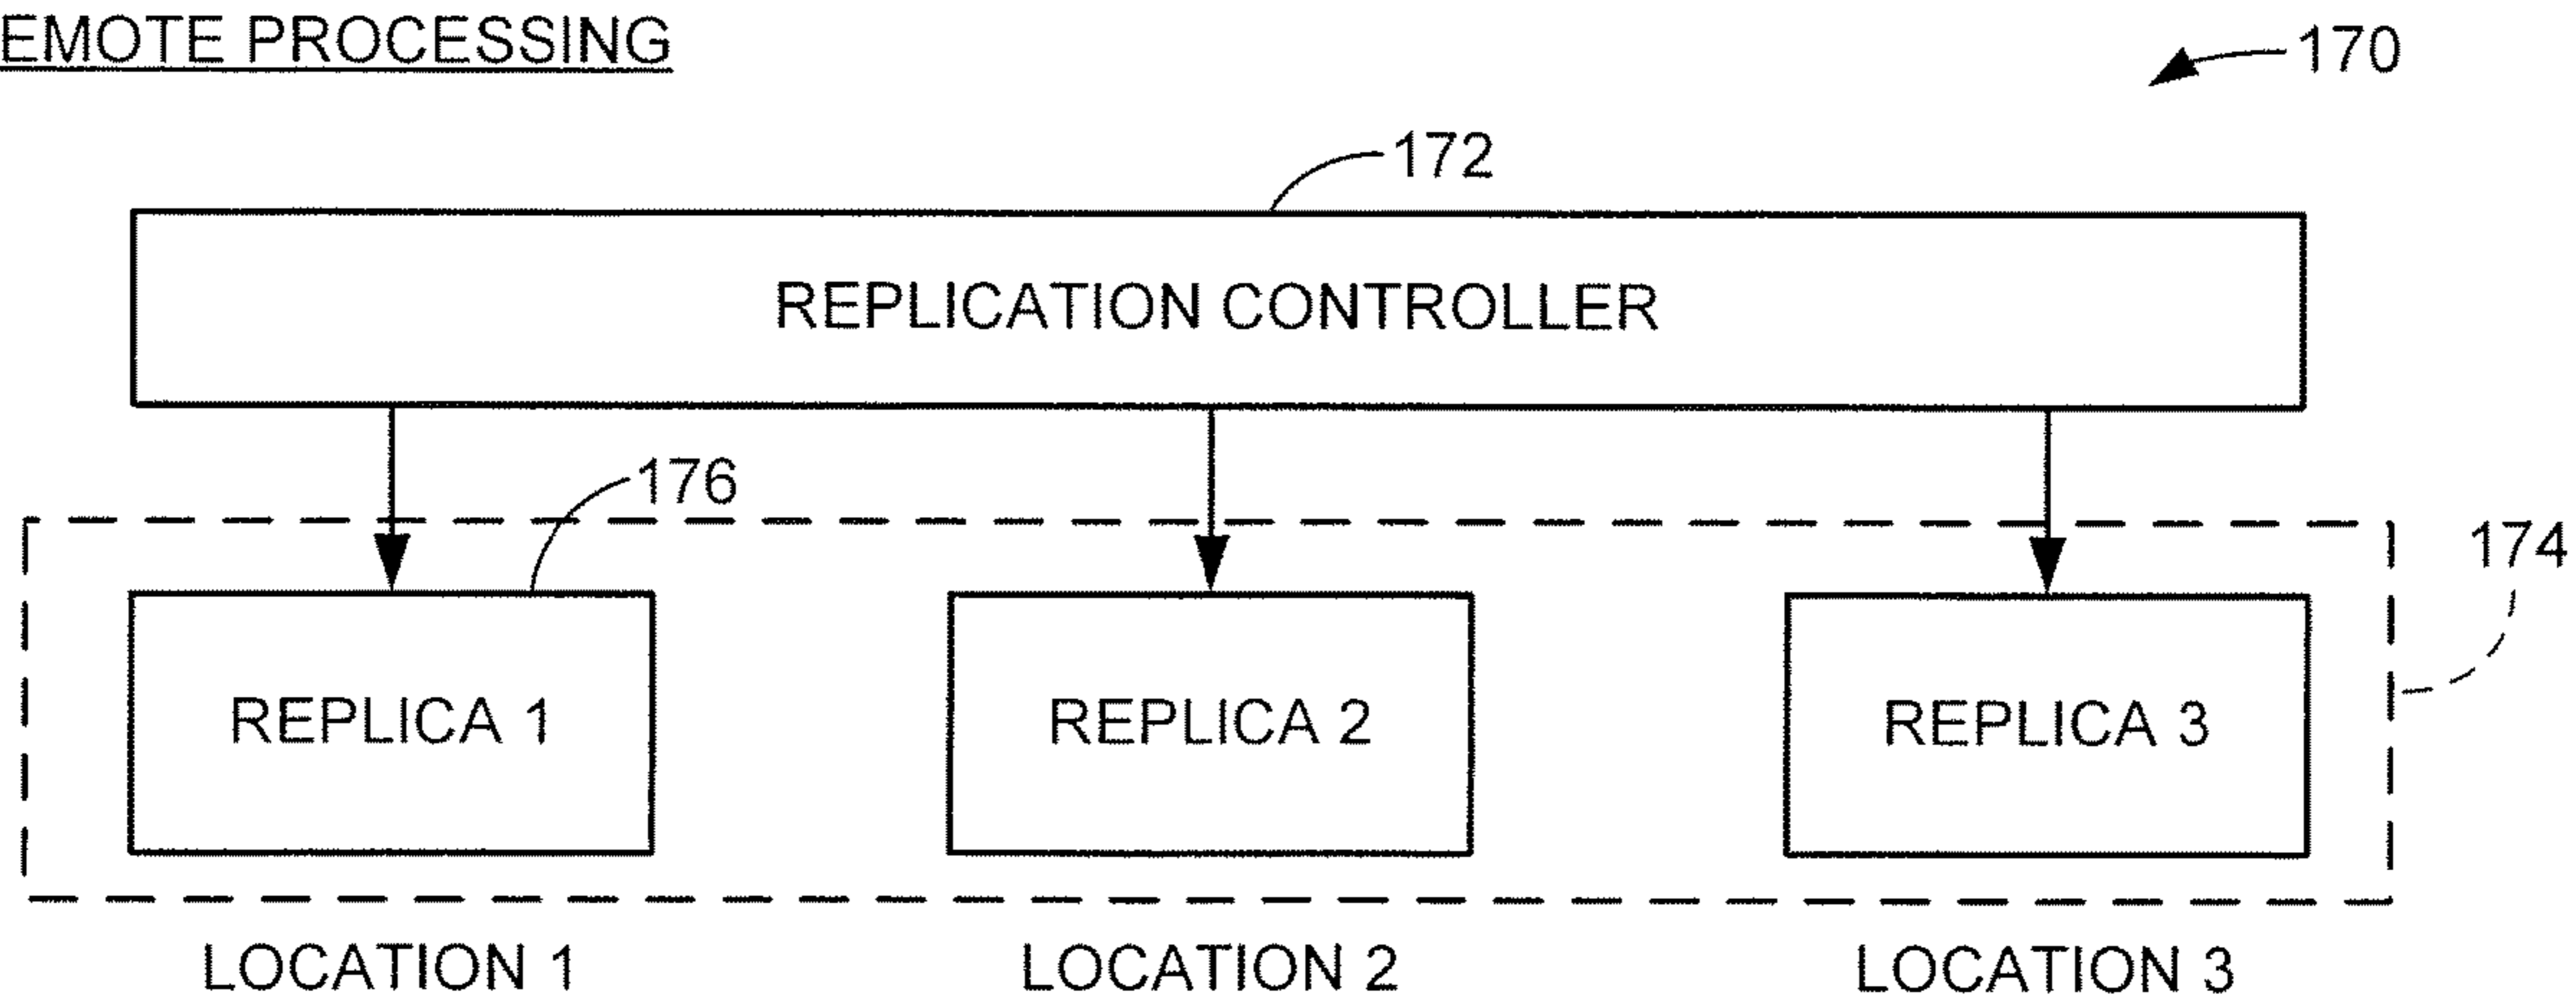 EMOTE PROCESSING
170
172
REPLICATION CONTROLLER
176
174
REPLICA 1
REPLICA 2
REPLICA 3
LOCATION 1
LOCATION 2
LOCATION 3